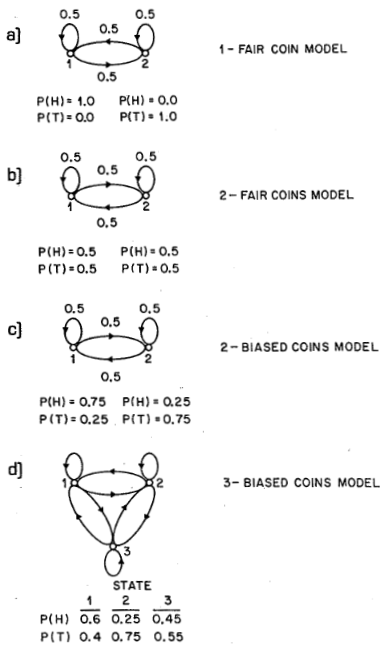 a]
0.5 0.5 0.5
1 2
0.5
1-FAIR COIN MODEL
P(H)=1.0 P(H)=0.0
P(T)=0.0 P(T)=1.0
b]
0.5 0.5 0.5
1 2
0.5
2-FAIR COINS MODEL
P(H)=0.5 P(H)=0.5
P(T)=0.5 P(T)=0.5
c]
0.5 0.5 0.5
1 2
0.5
2-BIASED COINS MODEL
P(H)=0.75 P(H)=0.25
P(T)=0.25 P(T)=0.75
d]
1 2
3-BIASED COINS MODEL
3
STATE
1 2 3
P(H) 0.6 0.25 0.45
P(T) 0.4 0.75 0.55